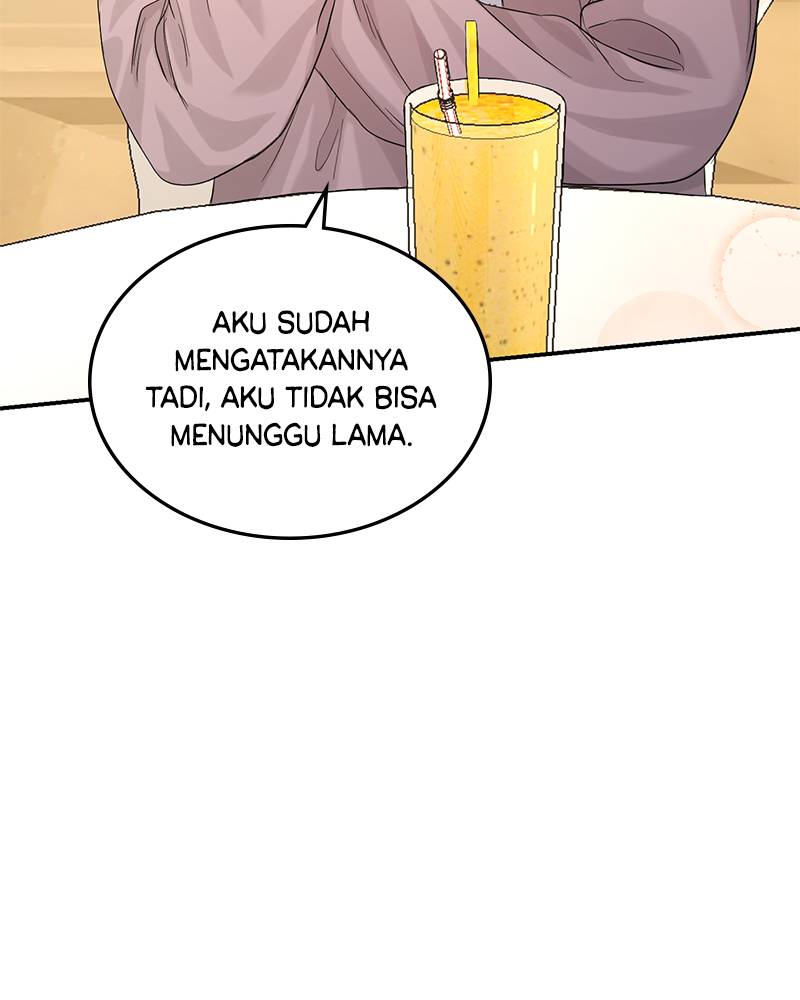 AKU SUDAH
MENGATAKANNYA
TADI, AKU TIDAK BISA
MENUNGGU LAMA.